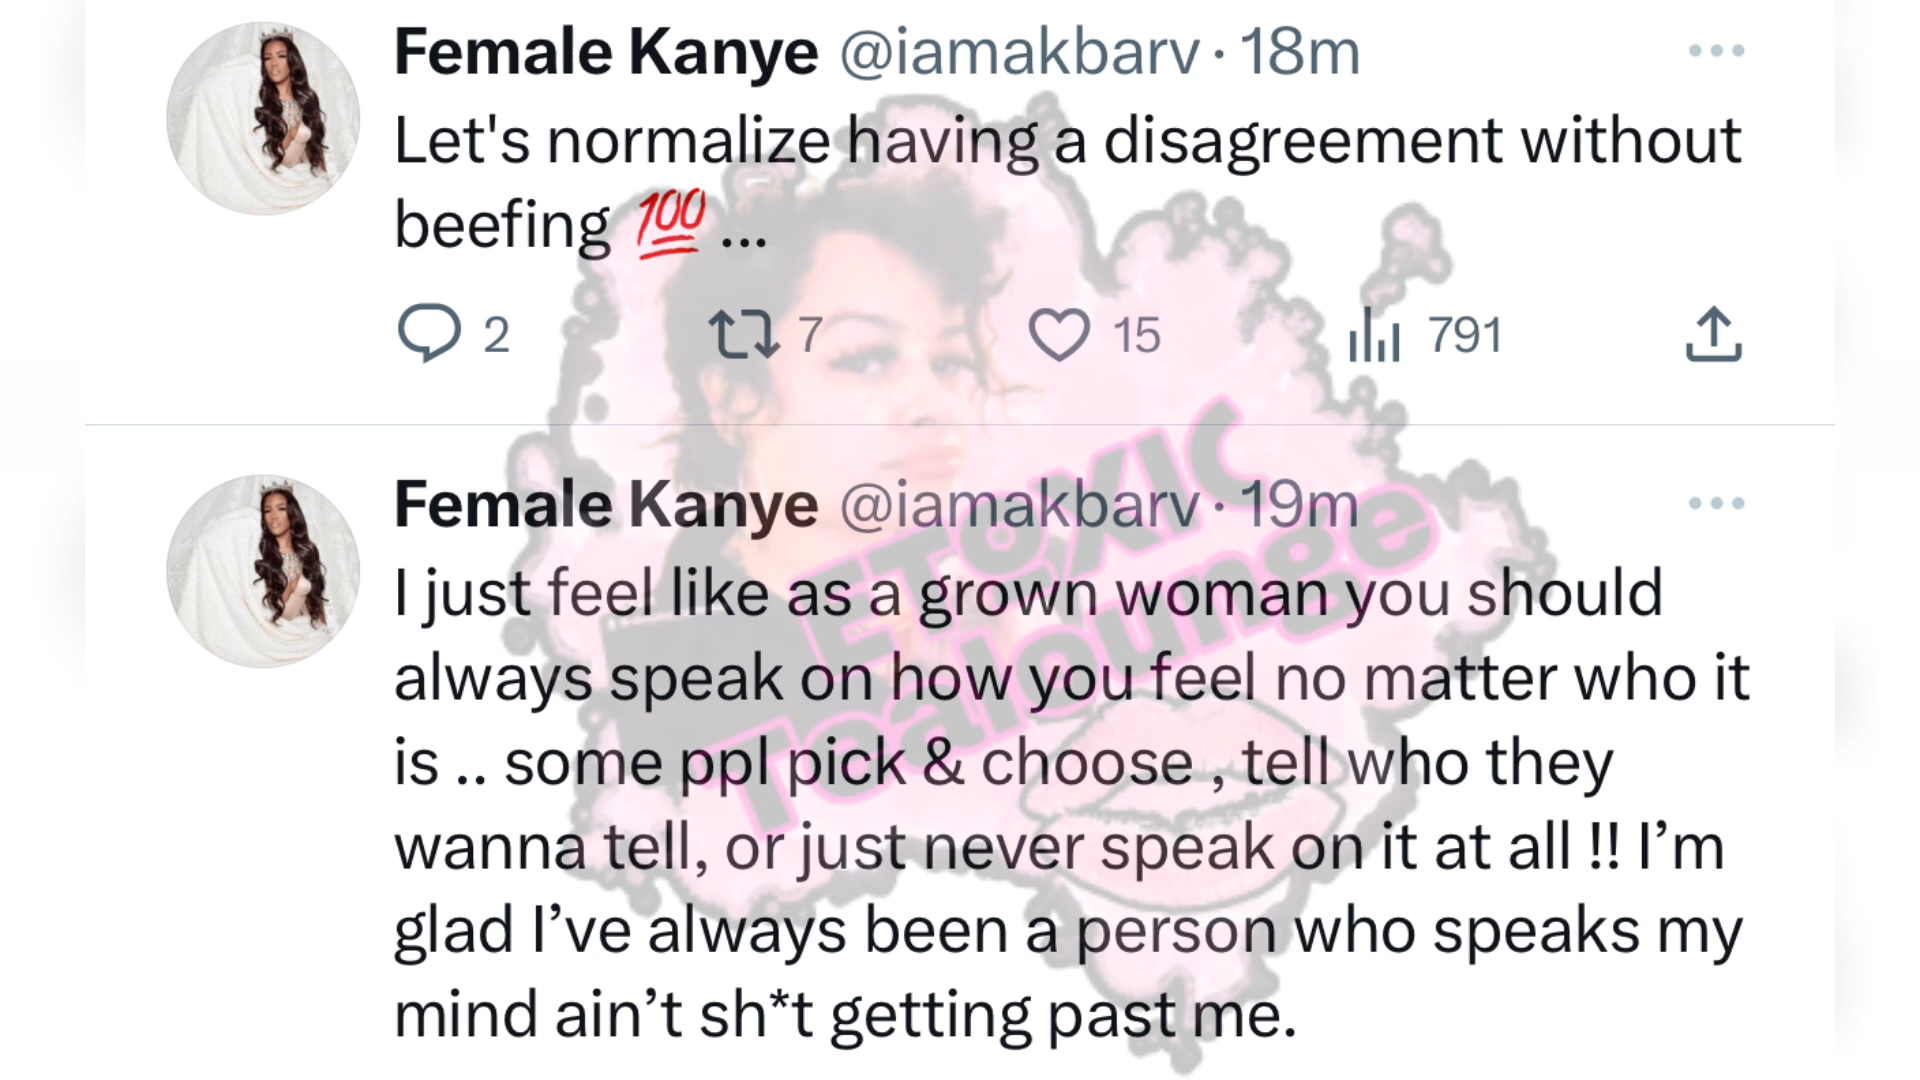 Female Kanye @iamakbarv · 18m
Let's normalize having a disagreement without
beefing 💯 ...
2 7 15 791
Female Kanye @iamakbarv · 19m
I just feel like as a grown woman you should
always speak on how you feel no matter who it
is .. some ppl pick & choose , tell who they
wanna tell, or just never speak on it at all !! I’m
glad I’ve always been a person who speaks my
mind ain’t sh*t getting past me.
EToXIC
Tealounge